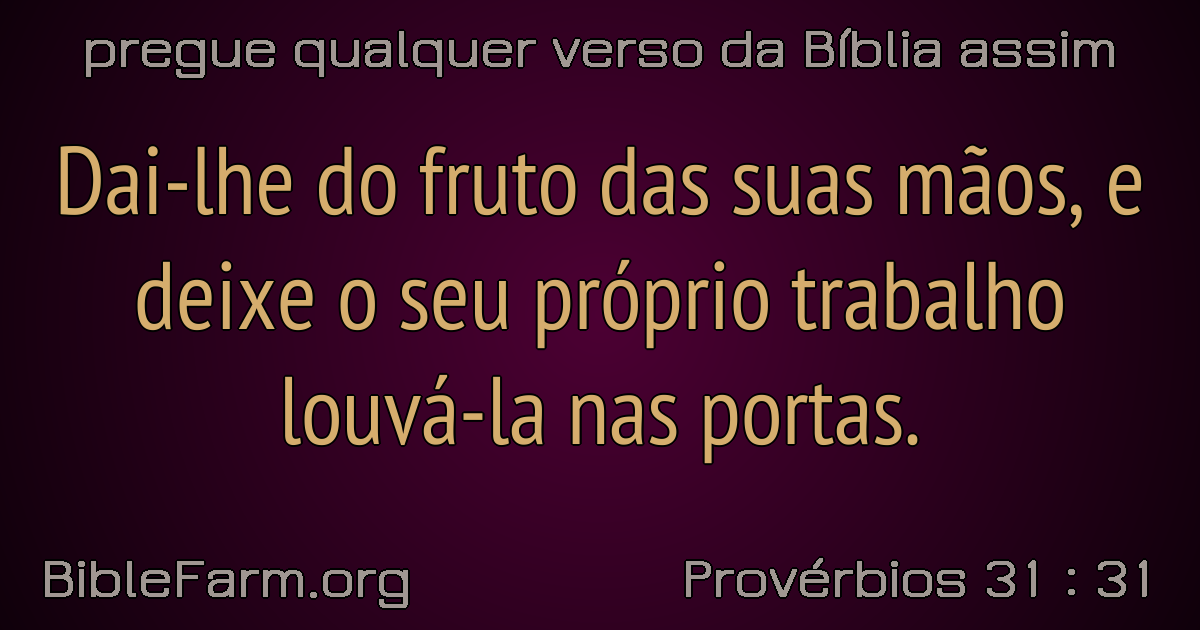 pregue qualquer verso da Bíblia assim
Dai-lhe do fruto das suas mãos, e
deixe o seu próprio trabalho
louvá-la nas portas.
BibleFarm.org
Provérbios 31 : 31